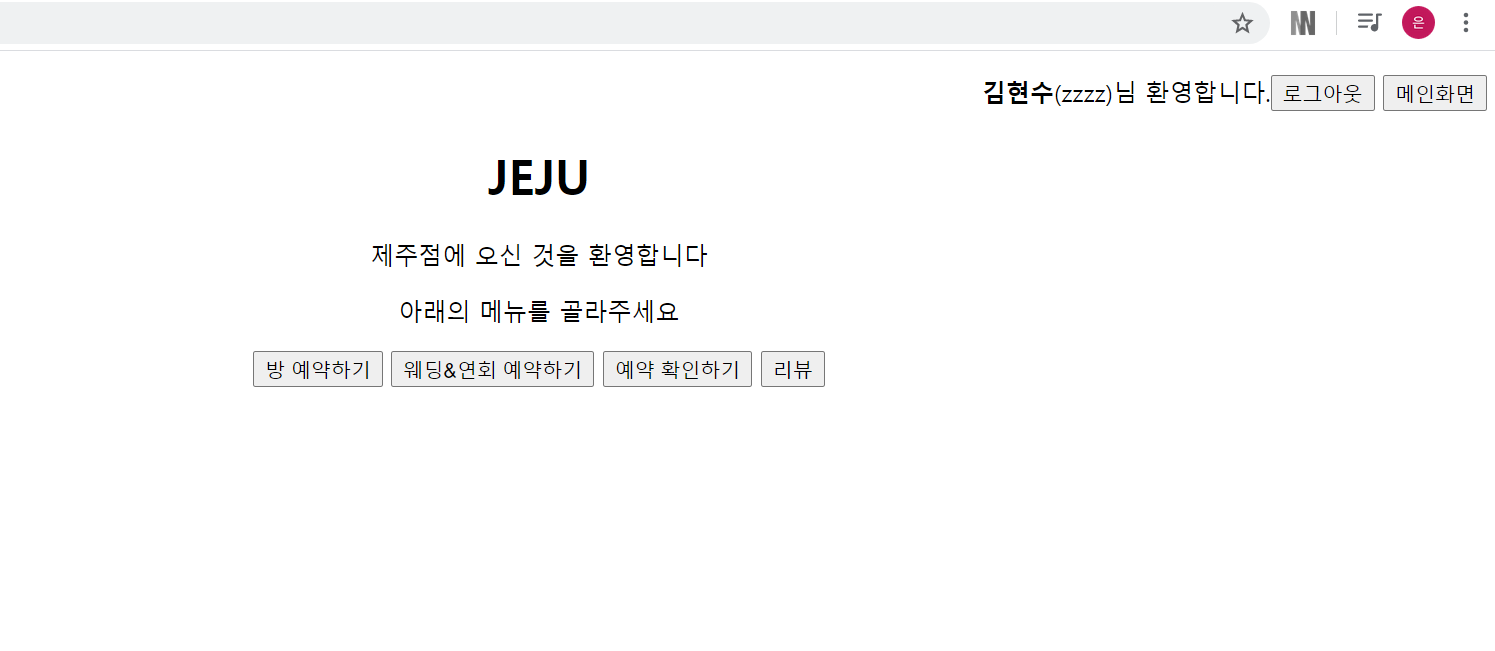 은
김현수(zzzz)님 환영합니다. 로그아웃 메인화면
JEJU
제주점에 오신 것을 환영합니다
아래의 메뉴를 골라주세요
방 예약하기 웨딩&연회 예약하기 예약 확인하기 리뷰